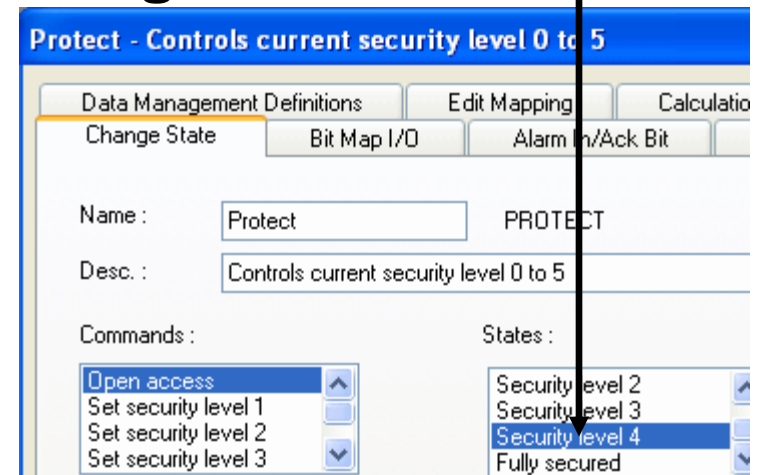 Protect - Controls current security level 0 to 5
Data Management Definitions Edit Mapping
Change State Bit Map I/O Alarm In/Ack Bit
Name : Protect PROTECT
Desc. : Controls current security level 0 to 5
Commands : States :
Open access Security level 2
Set security level 1 Security level 3
Set security level 2 Security level 4
Set security level 3 Fully secured